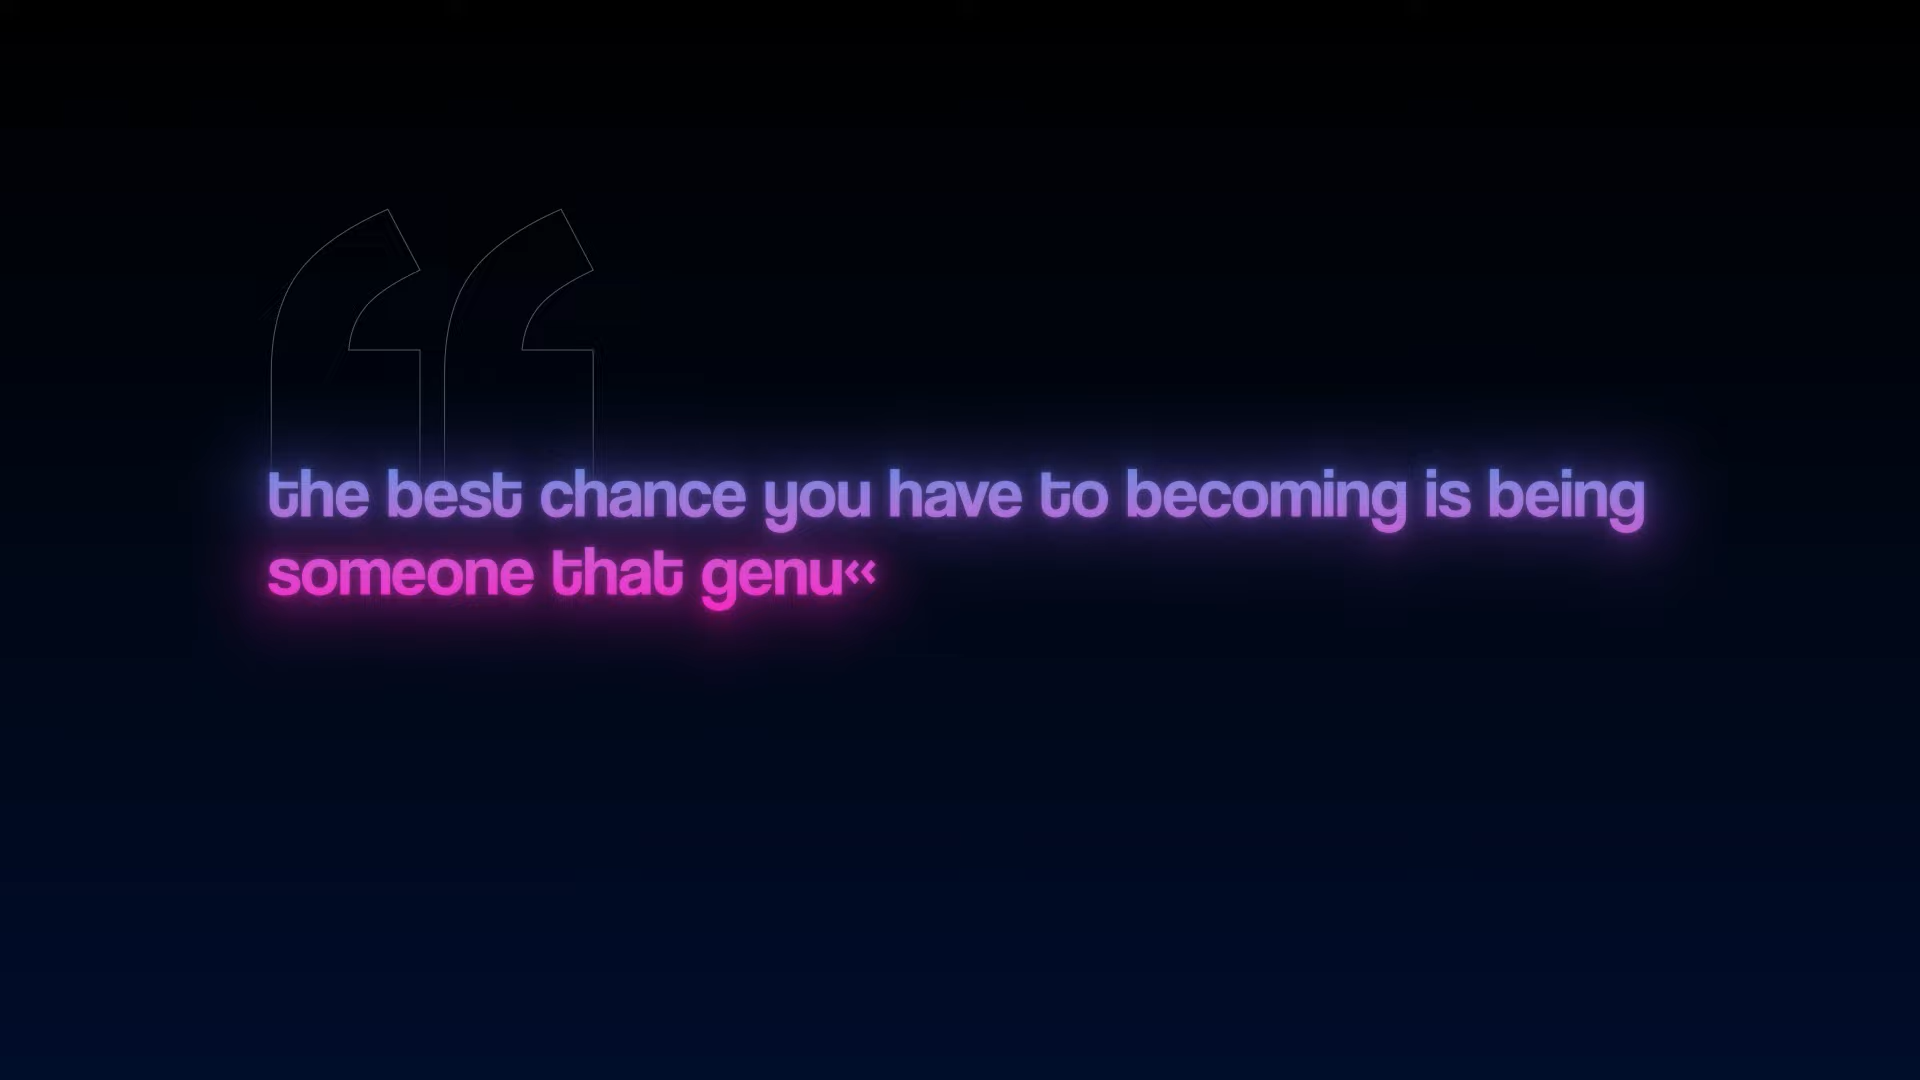 the best chance you have to becoming is being
someone that genu‹‹